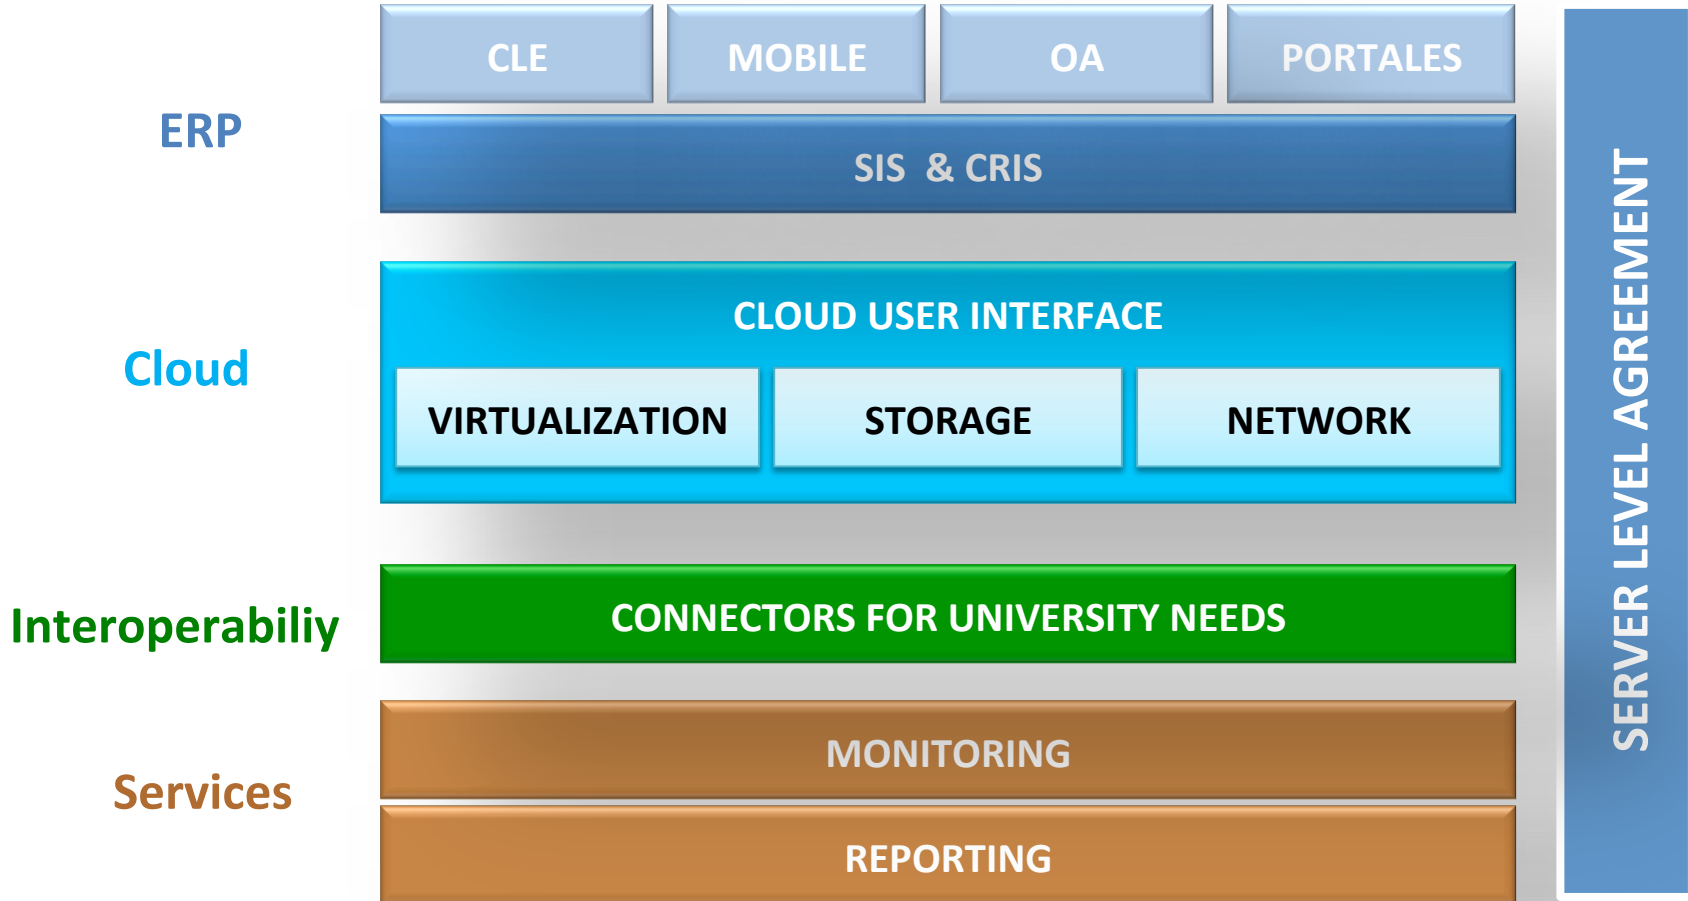 CLE
MOBILE
OA
PORTALES
ERP
SIS & CRIS
CLOUD USER INTERFACE
Cloud
VIRTUALIZATION
STORAGE
NETWORK
Interoperabiliy
CONNECTORS FOR UNIVERSITY NEEDS
Services
MONITORING
REPORTING
SERVER LEVEL AGREEMENT